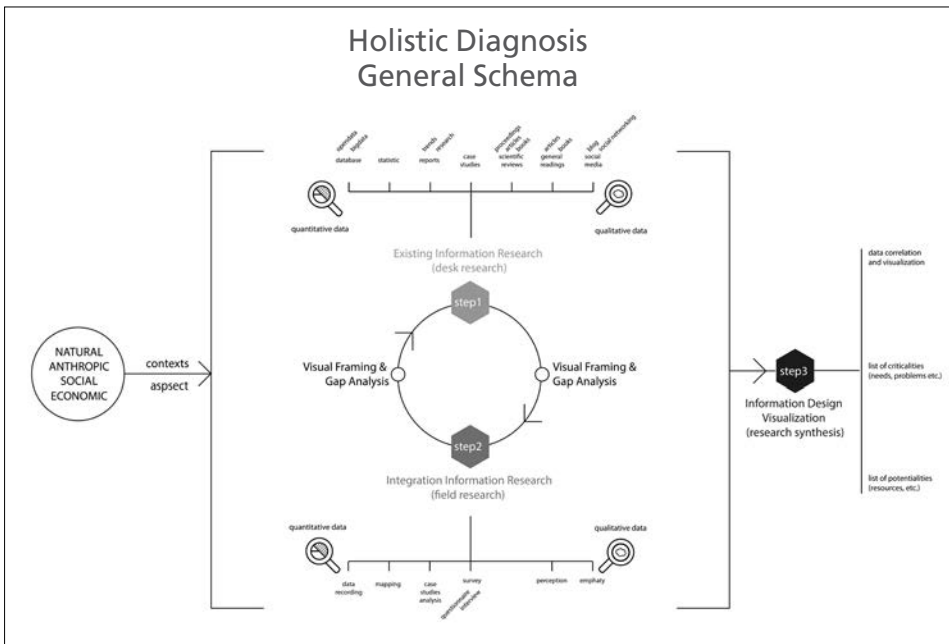 Holistic Diagnosis
General Schema
opendata
bigdata
database
statistic
trends
research
reports
case
studies
proceedings
articles
books
scientific
reviews
articles
books
general
readings
blog
social networking
social
media
quantitative data
qualitative data
Existing Information Research
(desk research)
step1
NATURAL
ANTHROPIC
SOCIAL
ECONOMIC
contexts
aspsect
Visual Framing &
Gap Analysis
Visual Framing &
Gap Analysis
step2
Integration Information Research
(field research)
quantitative data
qualitative data
data
recording
mapping
case
studies
analysis
survey
questionnaire
interview
perception
emphaty
step3
Information Design
Visualization
(research synthesis)
data correlation
and visualization
list of criticalities
(needs, problems etc.)
list of potentialities
(resources, etc.)